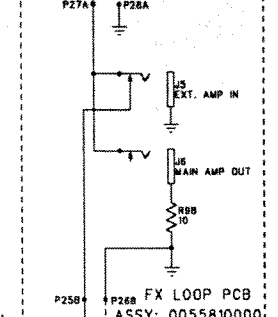 P27A P28A
J5
EXT. AMP IN
J6
MAIN AMP OUT
R98
10
P25B P26B
FX LOOP PCB
ASSY: 0055810000